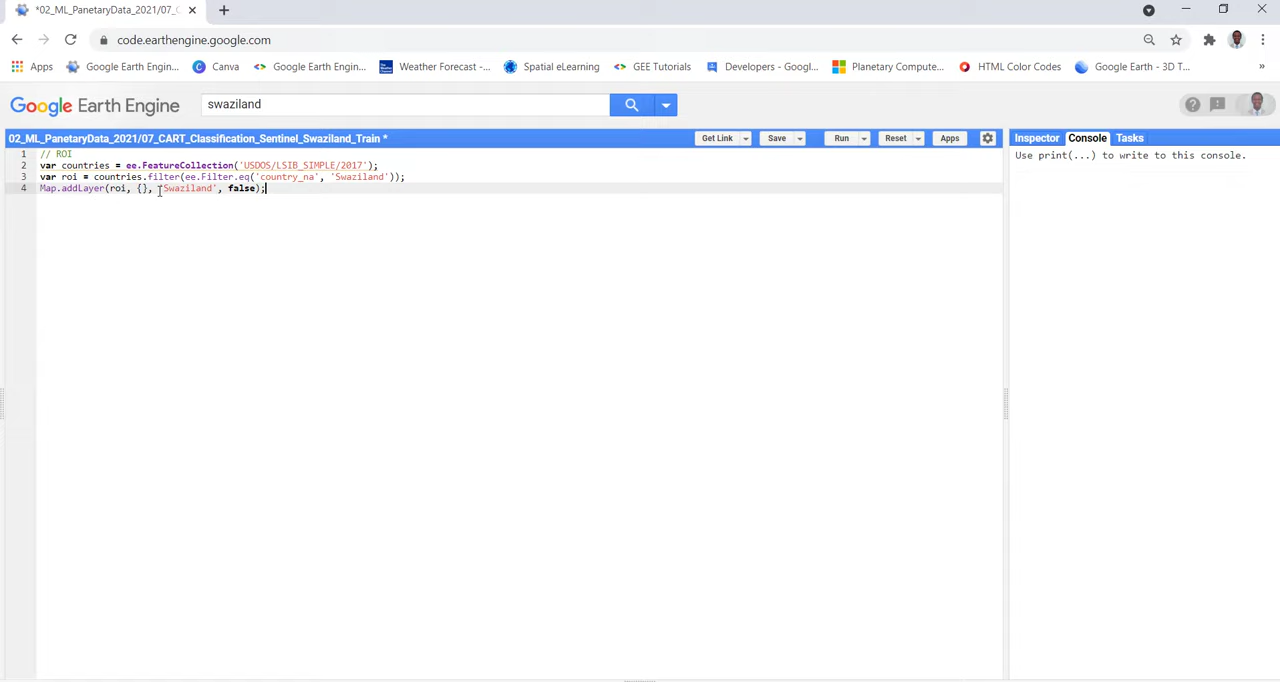 *02_ML_PanetaryData_2021/07_C
code.earthengine.google.com
Apps Google Earth Engin... Canva Google Earth Engin... Weather Forecast -... Spatial eLearning GEE Tutorials Developers - Googl... Planetary Compute... HTML Color Codes Google Earth - 3D T... »
Google Earth Engine swaziland
02_ML_PanetaryData_2021/07_CART_Classification_Sentinel_Swaziland_Train * Get Link Save Run Reset Apps Inspector Console Tasks
1 // ROI
2 var countries = ee.FeatureCollection('USDOS/LSIB_SIMPLE/2017');
3 var roi = countries.filter(ee.Filter.eq('country_na', 'Swaziland'));
4 Map.addLayer(roi, {}, 'Swaziland', false);
Use print(...) to write to this console.